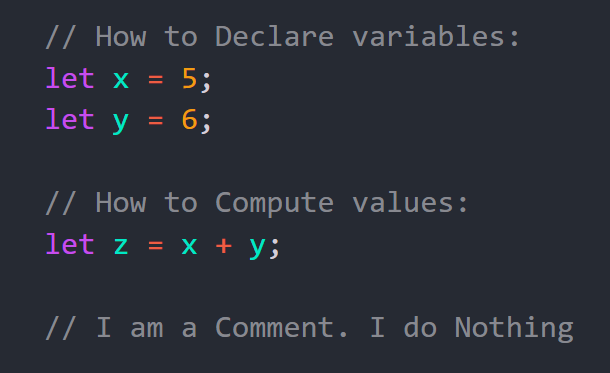 // How to Declare variables:
let x = 5;
let y = 6;
// How to Compute values:
let z = x + y;
// I am a Comment. I do Nothing